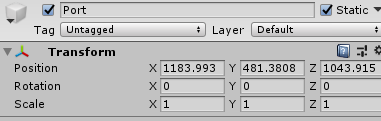 Port Static
Tag Untagged Layer Default
Transform
Position X 1183.993 Y 481.3808 Z 1043.915
Rotation X 0 Y 0 Z 0
Scale X 1 Y 1 Z 1